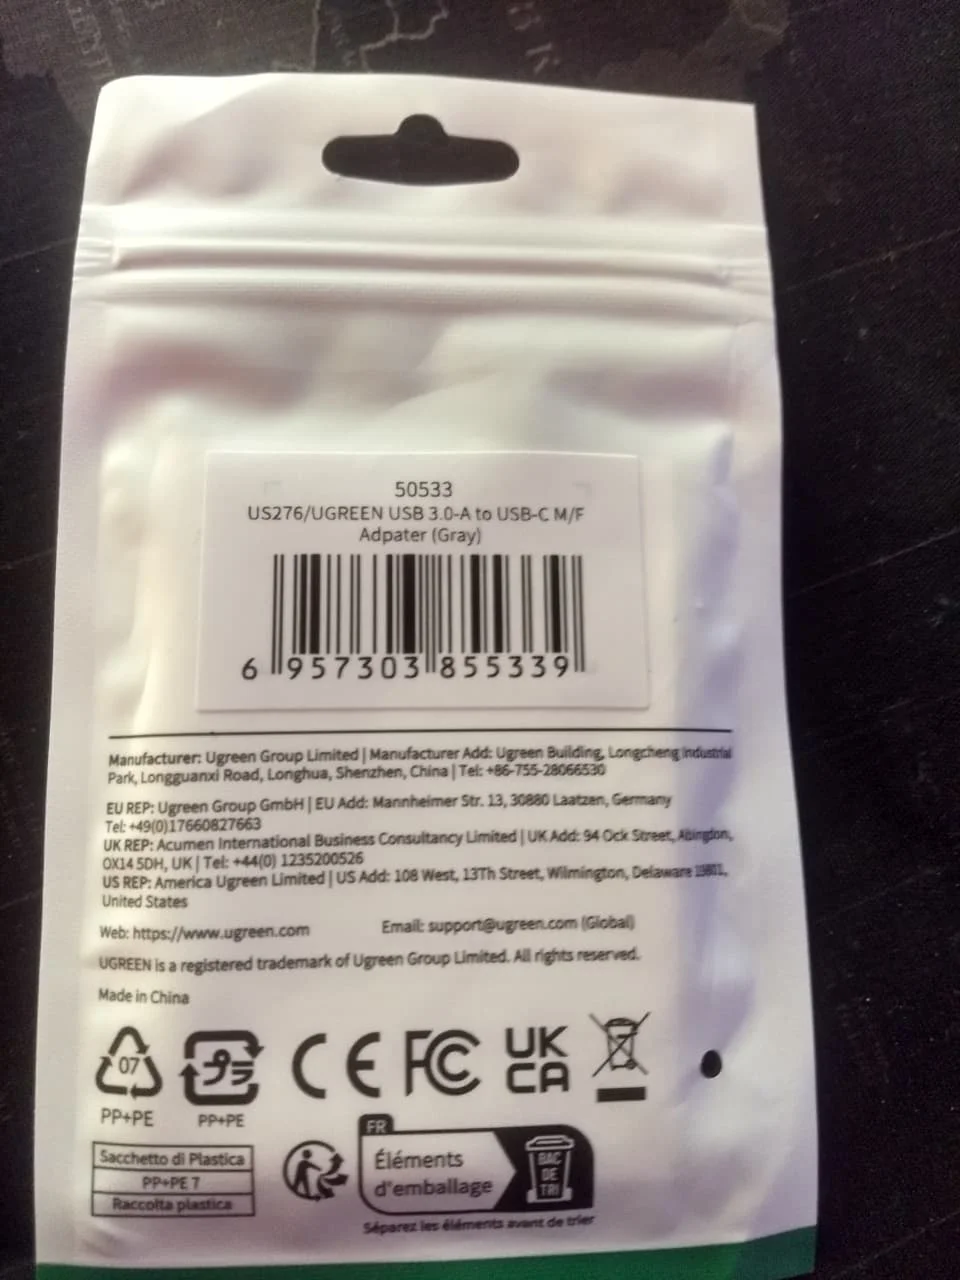 50533
US276/UGREEN USB 3.0-A to USB-C M/F
Adpater (Gray)
6 957303 855339
Manufacturer: Ugreen Group Limited | Manufacturer Add: Ugreen Building, Longcheng Industrial
Park, Longguanxi Road, Longhua, Shenzhen, China | Tel: +86-755-28066530
EU REP: Ugreen Group GmbH | EU Add: Mannheimer Str. 13, 30880 Laatzen, Germany
Tel: +49(0)17660827663
UK REP: Acumen International Business Consultancy Limited | UK Add: 94 Ock Street, Abingdon,
OX14 5DH, UK | Tel: +44(0) 1235200526
US REP: America Ugreen Limited | US Add: 108 West, 13Th Street, Wilmington, Delaware 19801,
United States
Web: https://www.ugreen.com Email: support@ugreen.com (Global)
UGREEN is a registered trademark of Ugreen Group Limited. All rights reserved.
Made in China
07 プラ CE FC UK
CA
PP+PE PP+PE
FR
Sacchetto di Plastica
PP+PE 7
Raccolta plastica
Éléments
d'emballage
BAC
DE
TRI
Séparez les éléments avant de trier